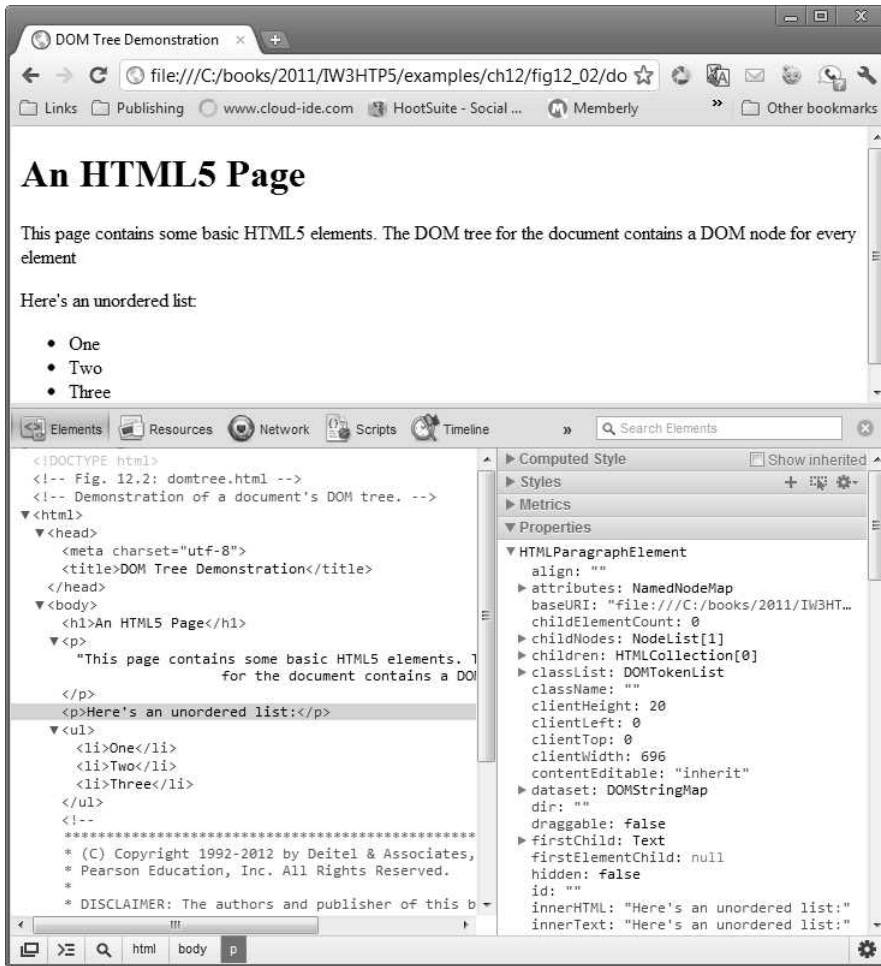 DOM Tree Demonstration
file:///C:/books/2011/IW3HTP5/examples/ch12/fig12_02/do
Links Publishing www.cloud-ide.com HootSuite - Social ... Memberly » Other bookmarks
An HTML5 Page
This page contains some basic HTML5 elements. The DOM tree for the document contains a DOM node for every
element
Here's an unordered list:
• One
• Two
• Three
Elements Resources Network Scripts Timeline » Search Elements
<!DOCTYPE html>
<!-- Fig. 12.2: domtree.html -->
<!-- Demonstration of a document's DOM tree. -->
▼<html>
▼<head>
<meta charset="utf-8">
<title>DOM Tree Demonstration</title>
</head>
▼<body>
<h1>An HTML5 Page</h1>
▼<p>
"This page contains some basic HTML5 elements. T
for the document contains a DO
</p>
<p>Here's an unordered list:</p>
▼<ul>
<li>One</li>
<li>Two</li>
<li>Three</li>
</ul>
<!--
**************************************************
* (C) Copyright 1992-2012 by Deitel & Associates,
* Pearson Education, Inc. All Rights Reserved.
*
* DISCLAIMER: The authors and publisher of this b
▶ Computed Style Show inherited
▶ Styles
▶ Metrics
▼ Properties
▼ HTMLParagraphElement
align: ""
▶ attributes: NamedNodeMap
baseURI: "file:///C:/books/2011/IW3HT…
childElementCount: 0
▶ childNodes: NodeList[1]
▶ children: HTMLCollection[0]
▶ classList: DOMTokenList
className: ""
clientHeight: 20
clientLeft: 0
clientTop: 0
clientWidth: 696
contentEditable: "inherit"
▶ dataset: DOMStringMap
dir: ""
draggable: false
▶ firstChild: Text
firstElementChild: null
hidden: false
id: ""
innerHTML: "Here's an unordered list:"
innerText: "Here's an unordered list:"
html body p